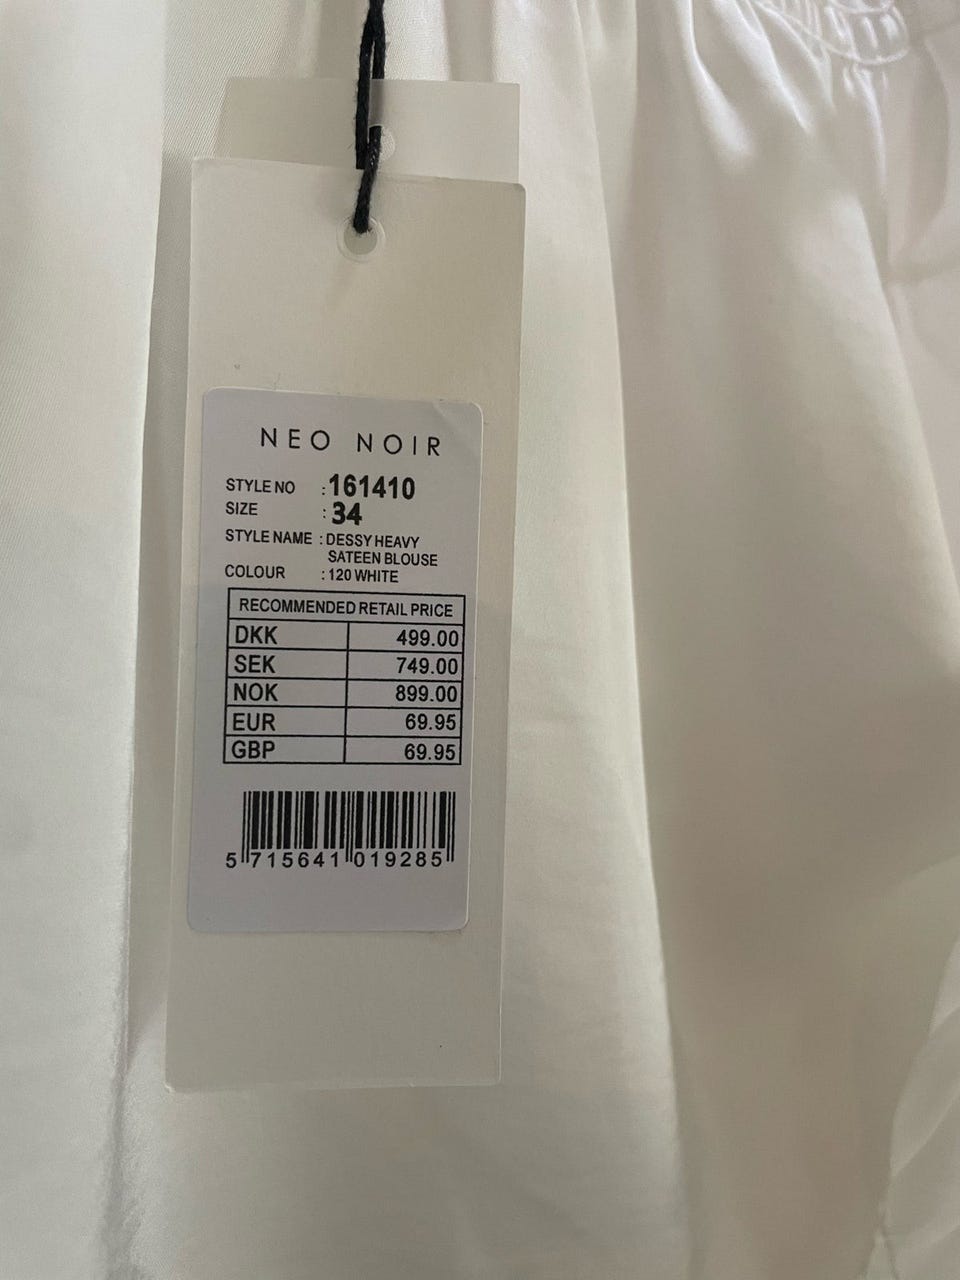 NEO NOIR
STYLE NO : 161410
SIZE : 34
STYLE NAME : DESSY HEAVY
SATEEN BLOUSE
COLOUR : 120 WHITE
RECOMMENDED RETAIL PRICE
DKK 499.00
SEK 749.00
NOK 899.00
EUR 69.95
GBP 69.95
5 715641 019285